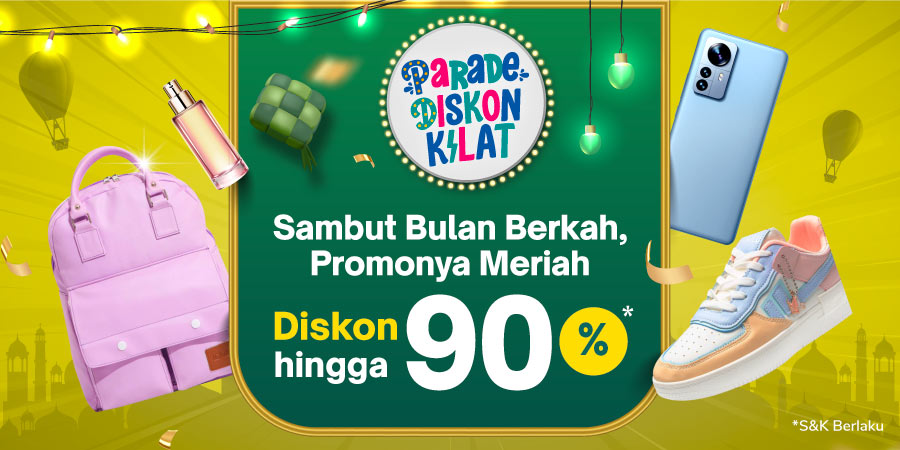 PARADE
DISKON
KILAT
Sambut Bulan Berkah,
Promonya Meriah
Diskon
hingga
90%*
*S&K Berlaku